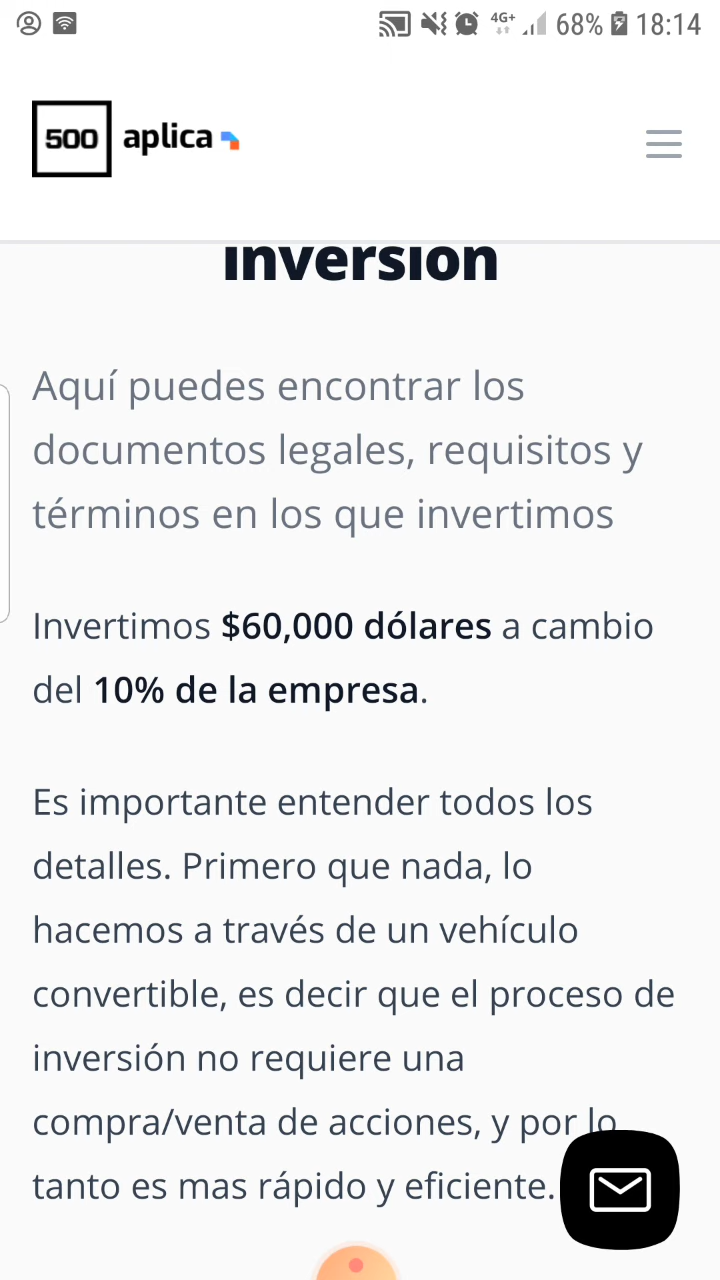 4G+ 68% 18:14
500 aplica
inversión
Aquí puedes encontrar los
documentos legales, requisitos y
términos en los que invertimos
Invertimos $60,000 dólares a cambio
del 10% de la empresa.
Es importante entender todos los
detalles. Primero que nada, lo
hacemos a través de un vehículo
convertible, es decir que el proceso de
inversión no requiere una
compra/venta de acciones, y por lo
tanto es mas rápido y eficiente.